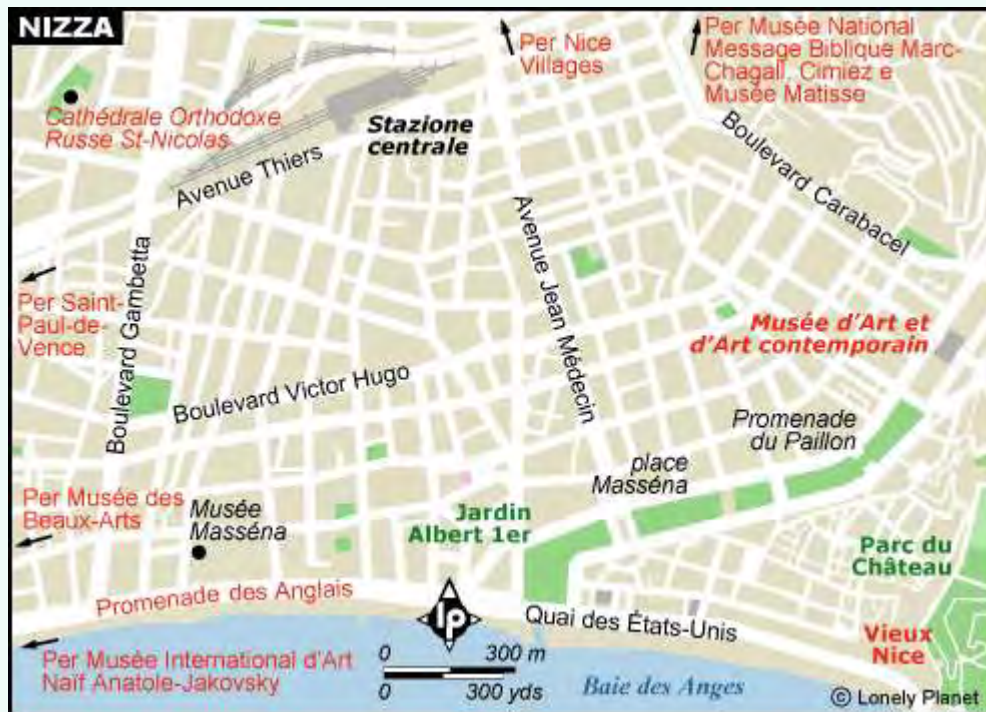 NIZZA
Per Nice
Villages
Per Musée National
Message Biblique Marc-
Chagall, Cimiez e
Musée Matisse
Cathédrale Orthodoxe
Russe St-Nicolas
Stazione
centrale
Avenue Thiers
Boulevard Carabacel
Avenue Jean Médecin
Boulevard Gambetta
Per Saint-
Paul-de-
Vence
Musée d'Art et
d'Art contemporain
Boulevard Victor Hugo
Promenade
du Paillon
place
Masséna
Per Musée des
Beaux-Arts
Musée
Masséna
Jardin
Albert 1er
Parc du
Château
Promenade des Anglais
lp
Quai des États-Unis
Vieux
Nice
Per Musée International d'Art
Naïf Anatole-Jakovsky
0 300 m
0 300 yds
Baie des Anges
© Lonely Planet